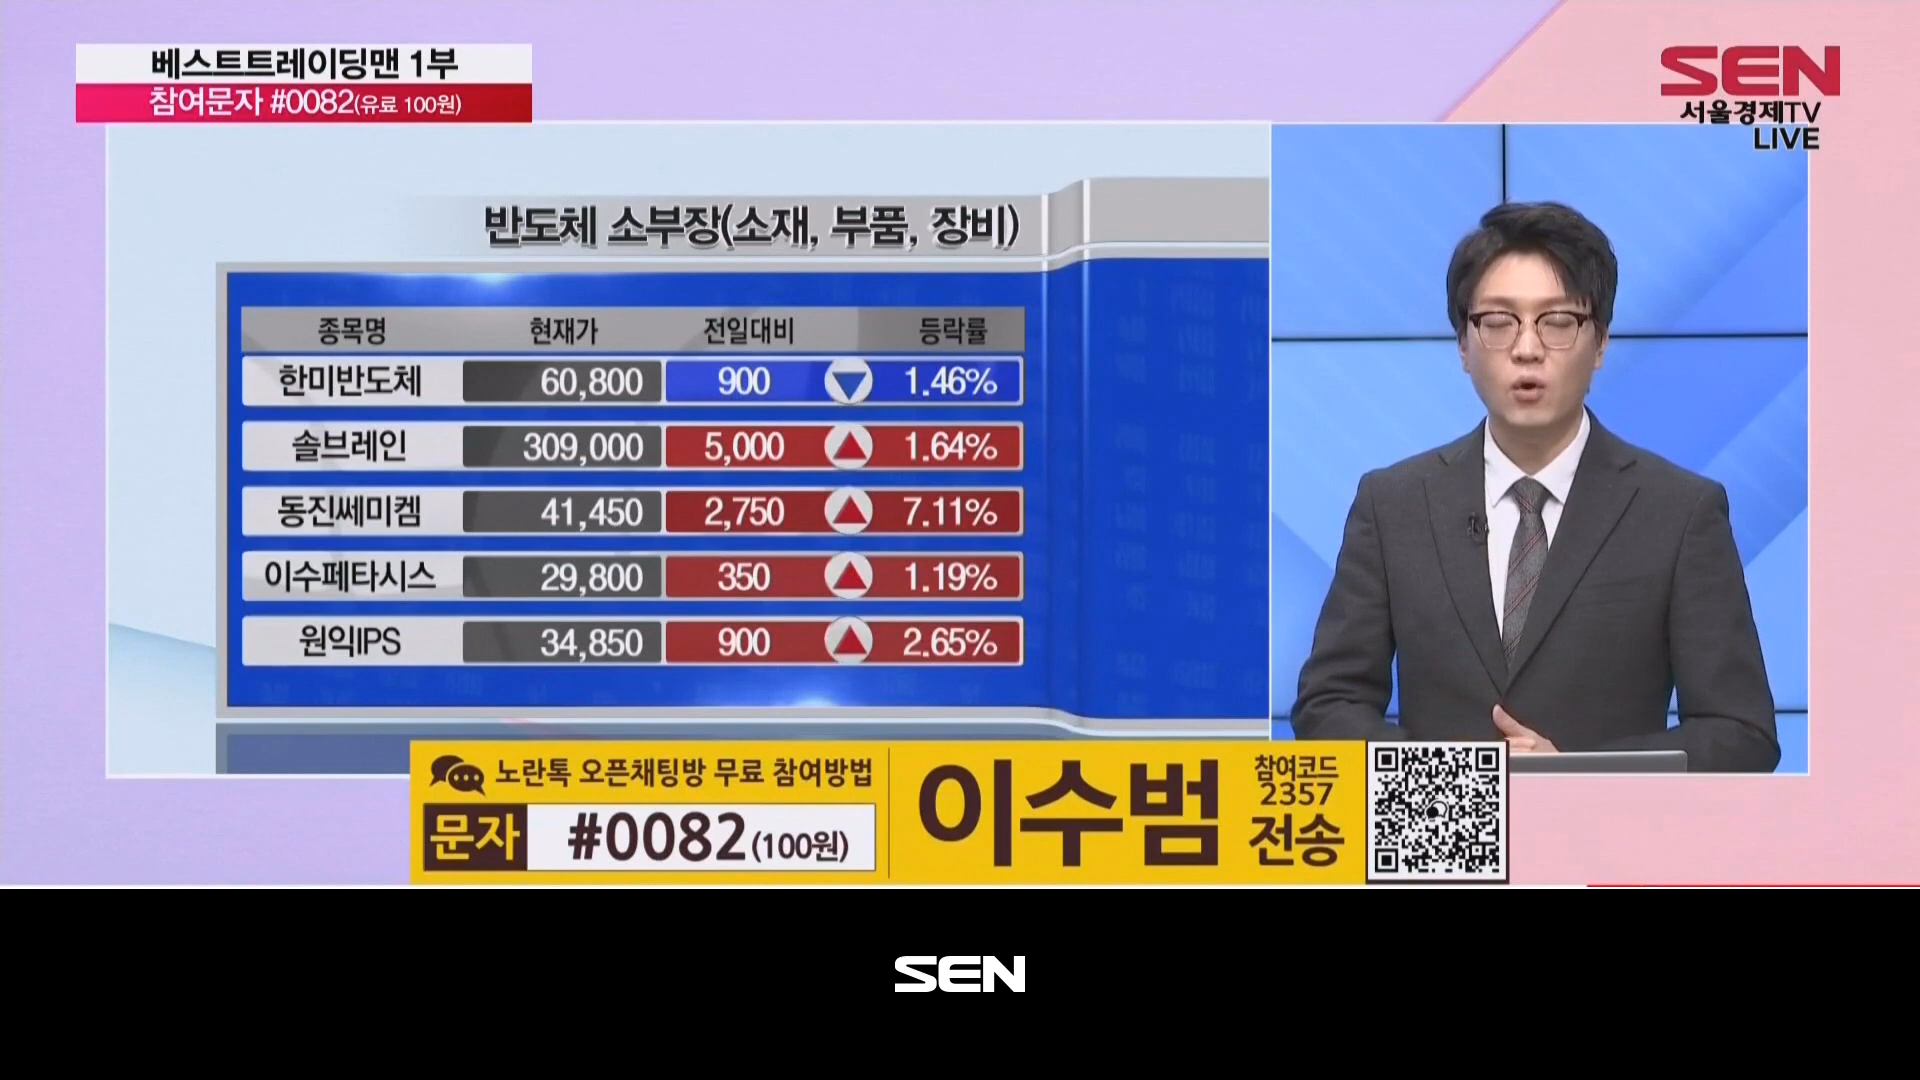 베스트트레이딩맨 1부
참여문자 #0082(유료 100원)
SEN
서울경제TV
LIVE
반도체 소부장(소재, 부품, 장비)
종목명 현재가 전일대비 등락률
한미반도체 60,800 900 ▼ 1.46%
솔브레인 309,000 5,000 ▲ 1.64%
동진쎄미켐 41,450 2,750 ▲ 7.11%
이수페타시스 29,800 350 ▲ 1.19%
원익IPS 34,850 900 ▲ 2.65%
노란톡 오픈채팅방 무료 참여방법
문자 #0082(100원)
이수범
참여코드
2357
전송
SEN